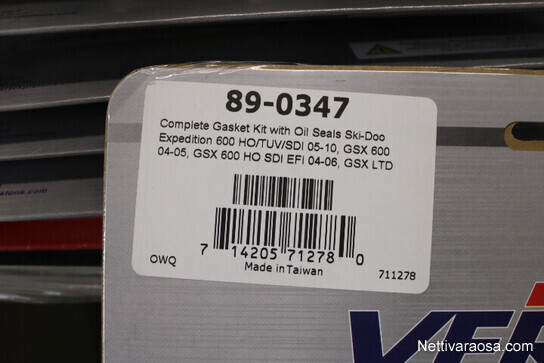 89-0347
Complete Gasket Kit with Oil Seals Ski-Doo
Expedition 600 HO/TUV/SDI 05-10, GSX 600
04-05, GSX 600 HO SDI EFI 04-06, GSX LTD
7 14205 71278 0
OWQ
Made in Taiwan
711278
Nettivaraosa.com